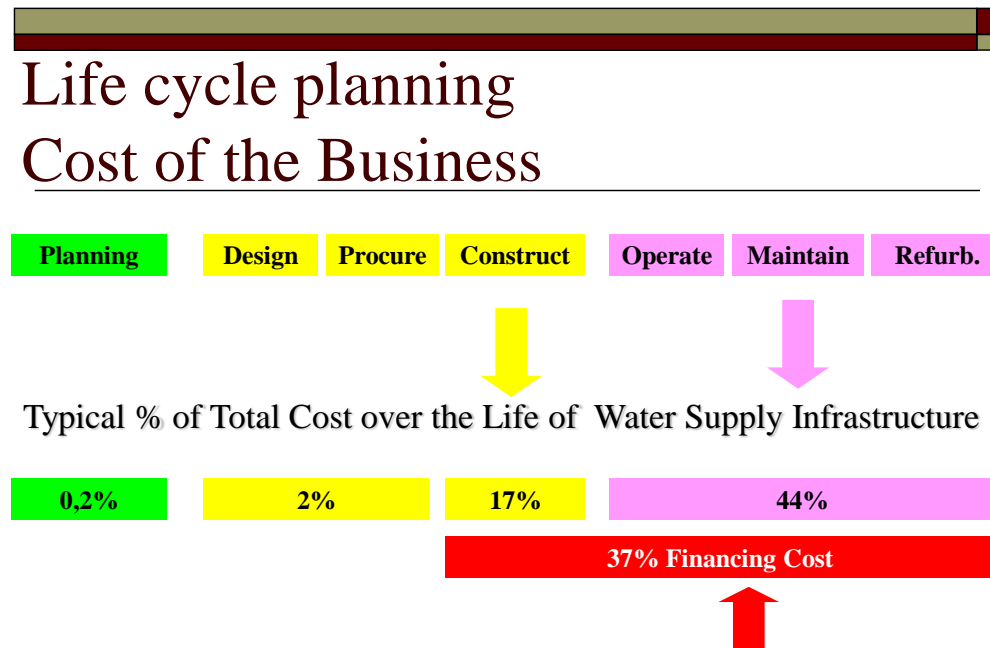 Life cycle planning
Cost of the Business
Planning Design Procure Construct Operate Maintain Refurb.
Typical % of Total Cost over the Life of Water Supply Infrastructure
0,2% 2% 17% 44%
37% Financing Cost